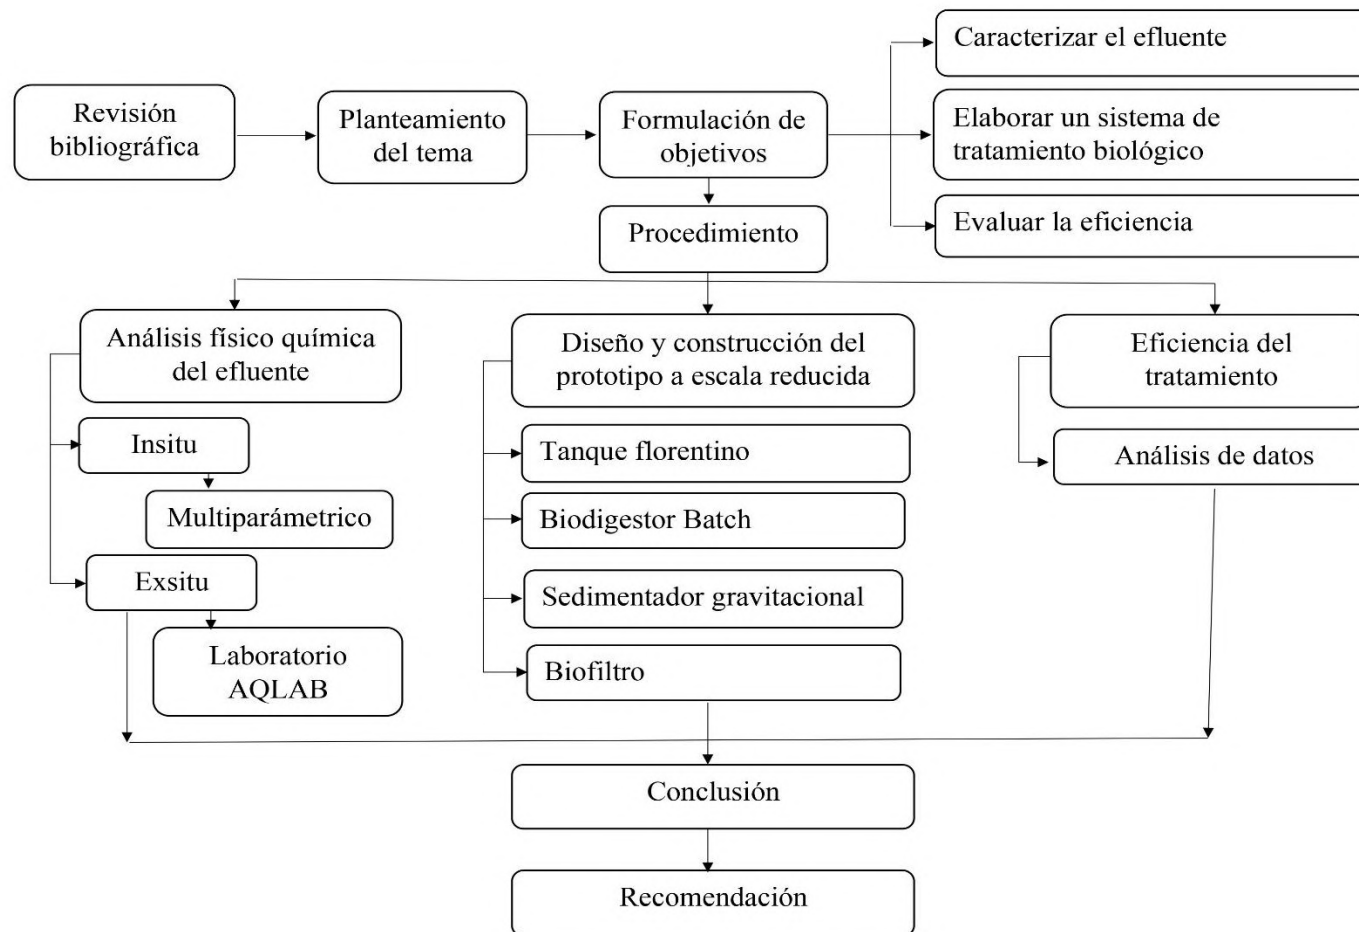 Revisión
bibliográfica
Planteamiento
del tema
Formulación de
objetivos
Caracterizar el efluente
Elaborar un sistema de
tratamiento biológico
Evaluar la eficiencia
Procedimiento
Análisis físico química
del efluente
Insitu
Multiparámetrico
Exsitu
Laboratorio
AQLAB
Diseño y construcción del
prototipo a escala reducida
Tanque florentino
Biodigestor Batch
Sedimentador gravitacional
Biofiltro
Eficiencia del
tratamiento
Análisis de datos
Conclusión
Recomendación